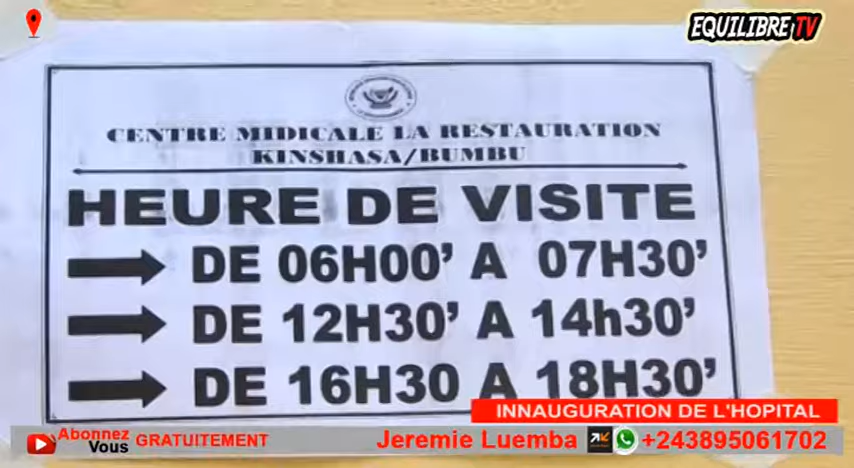 EQUILIBRE TV
CENTRE MIDICALE LA RESTAURATION
KINSHASA/BUMBU
HEURE DE VISITE
DE 06H00' A 07H30'
DE 12H30' A 14h30'
DE 16H30 A 18H30'
INNAUGURATION DE L'HOPITAL
Abonnez
Vous GRATUITEMENT
Jeremie Luemba +243895061702